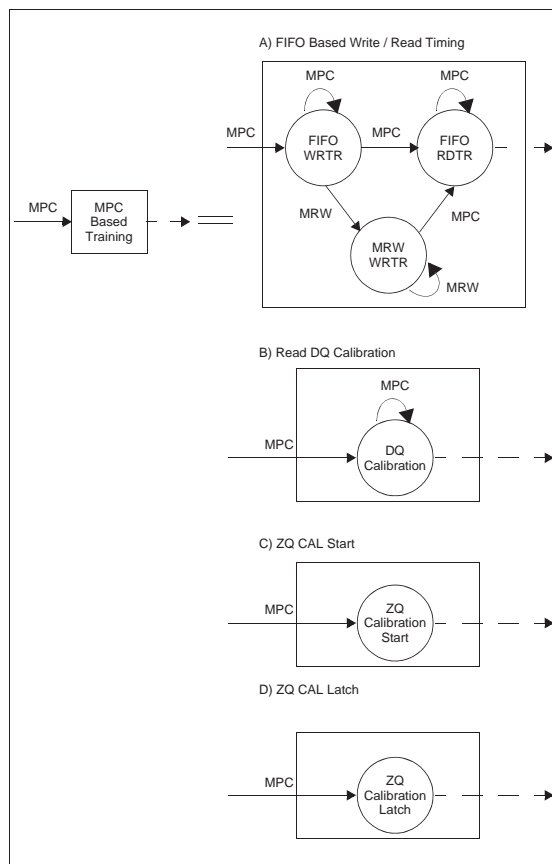 A) FIFO Based Write / Read Timing
MPC
MPC
MPC
FIFO
WRTR
MPC
FIFO
RDTR
MPC
MPC
Based
Training
MRW
MPC
MRW
WRTR
MRW
B) Read DQ Calibration
MPC
MPC
DQ
Calibration
C) ZQ CAL Start
MPC
ZQ
Calibration
Start
D) ZQ CAL Latch
MPC
ZQ
Calibration
Latch